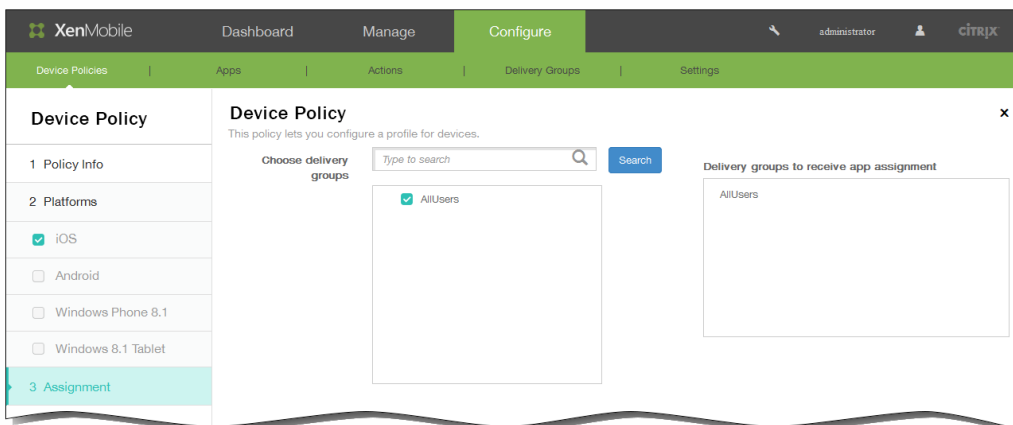 XenMobile Dashboard Manage Configure administrator CİTRIX
Device Policies | Apps | Actions | Delivery Groups | Settings
Device Policy
1 Policy Info
2 Platforms
iOS
Android
Windows Phone 8.1
Windows 8.1 Tablet
3 Assignment
Device Policy x
This policy lets you configure a profile for devices.
Choose delivery
groups
Type to search
Search
AllUsers
Delivery groups to receive app assignment
AllUsers